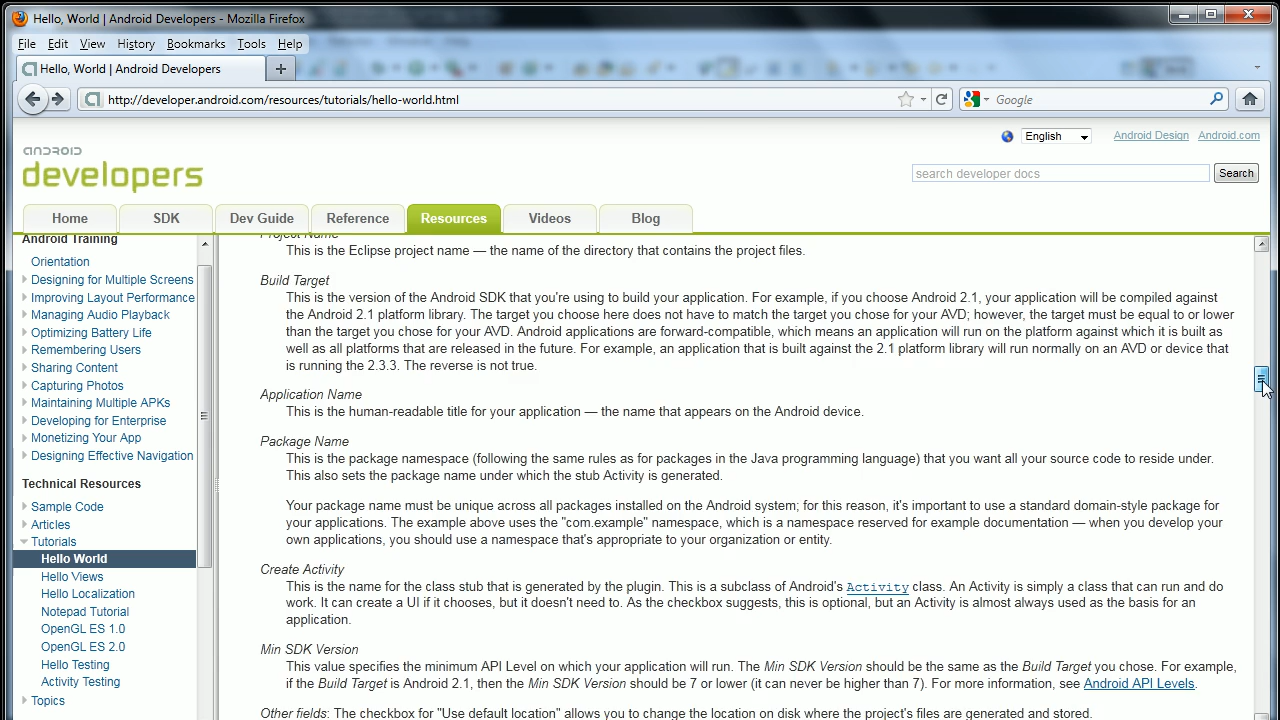 Hello, World | Android Developers - Mozilla Firefox
File Edit View History Bookmarks Tools Help
Hello, World | Android Developers
http://developer.android.com/resources/tutorials/hello-world.html
Google
English
Android Design Android.com
android
developers
search developer docs
Search
Home SDK Dev Guide Reference Resources Videos Blog
Android Training
Orientation
Designing for Multiple Screens
Improving Layout Performance
Managing Audio Playback
Optimizing Battery Life
Remembering Users
Sharing Content
Capturing Photos
Maintaining Multiple APKs
Developing for Enterprise
Monetizing Your App
Designing Effective Navigation
Technical Resources
Sample Code
Articles
Tutorials
Hello World
Hello Views
Hello Localization
Notepad Tutorial
OpenGL ES 1.0
OpenGL ES 2.0
Hello Testing
Activity Testing
Topics
Project Name
This is the Eclipse project name — the name of the directory that contains the project files.
Build Target
This is the version of the Android SDK that you're using to build your application. For example, if you choose Android 2.1, your application will be compiled against
the Android 2.1 platform library. The target you choose here does not have to match the target you chose for your AVD; however, the target must be equal to or lower
than the target you chose for your AVD. Android applications are forward-compatible, which means an application will run on the platform against which it is built as
well as all platforms that are released in the future. For example, an application that is built against the 2.1 platform library will run normally on an AVD or device that
is running the 2.3.3. The reverse is not true.
Application Name
This is the human-readable title for your application — the name that appears on the Android device.
Package Name
This is the package namespace (following the same rules as for packages in the Java programming language) that you want all your source code to reside under.
This also sets the package name under which the stub Activity is generated.
Your package name must be unique across all packages installed on the Android system; for this reason, it's important to use a standard domain-style package for
your applications. The example above uses the "com.example" namespace, which is a namespace reserved for example documentation — when you develop your
own applications, you should use a namespace that's appropriate to your organization or entity.
Create Activity
This is the name for the class stub that is generated by the plugin. This is a subclass of Android's Activity class. An Activity is simply a class that can run and do
work. It can create a UI if it chooses, but it doesn't need to. As the checkbox suggests, this is optional, but an Activity is almost always used as the basis for an
application.
Min SDK Version
This value specifies the minimum API Level on which your application will run. The Min SDK Version should be the same as the Build Target you chose. For example,
if the Build Target is Android 2.1, then the Min SDK Version should be 7 or lower (it can never be higher than 7). For more information, see Android API Levels.
Other fields: The checkbox for "Use default location" allows you to change the location on disk where the project's files are generated and stored.